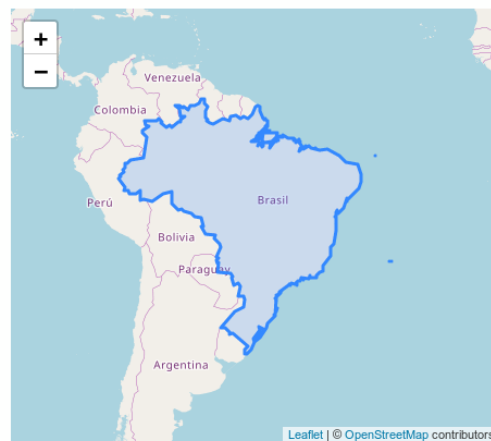 +
−
Venezuela
Colombia
Brasil
Perú
Bolivia
Paraguay
Argentina
Leaflet | © OpenStreetMap contributors